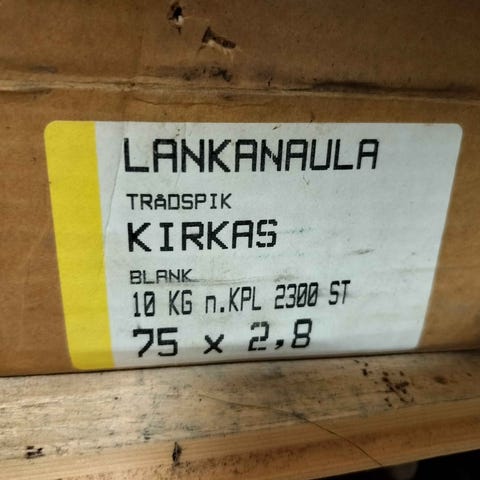 LANKANAULA
TRÅDSPIK
KIRKAS
BLANK
10 KG n.KPL 2300 ST
75 x 2,8